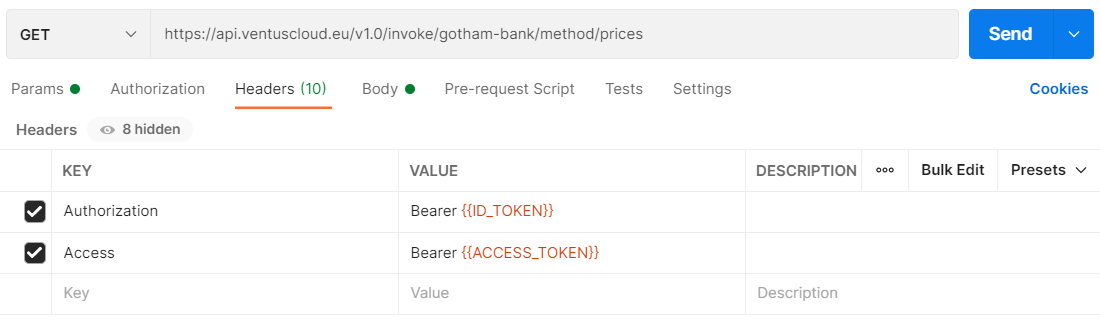 GET https://api.ventuscloud.eu/v1.0/invoke/gotham-bank/method/prices Send
Params Authorization Headers (10) Body Pre-request Script Tests Settings Cookies
Headers 8 hidden
KEY VALUE DESCRIPTION Bulk Edit Presets
Authorization Bearer {{ID_TOKEN}}
Access Bearer {{ACCESS_TOKEN}}
Key Value Description